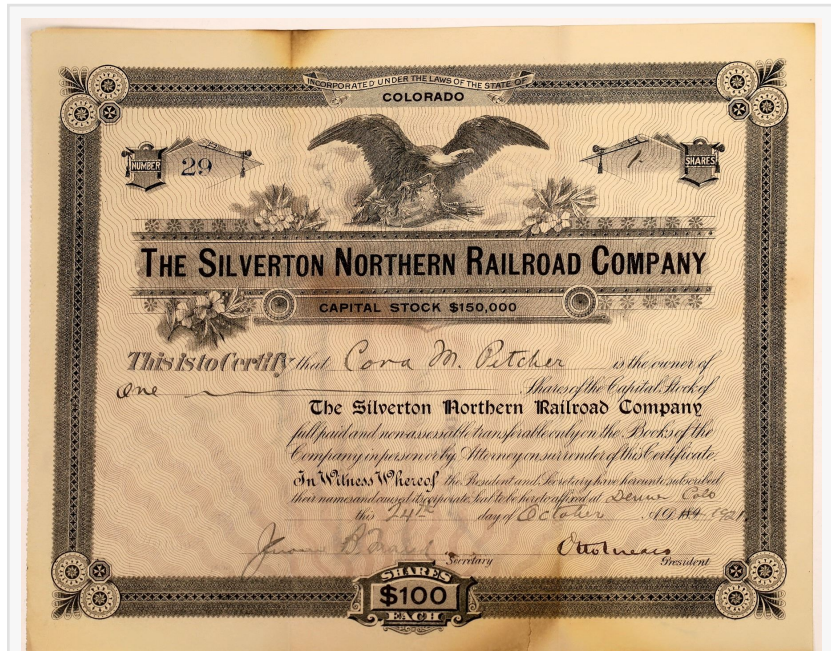 INCORPORATED UNDER THE LAWS OF THE STATE OF
COLORADO
NUMBER 29
1 SHARES
THE SILVERTON NORTHERN RAILROAD COMPANY
CAPITAL STOCK $150,000
This is to Certify that Cora M. Pitcher is the owner of
One Shares of the Capital Stock of
The Silverton Northern Railroad Company
full paid and non assessable transferable only on the Books of the
Company in person or by Attorney on surrender of this Certificate.
In Witness Whereof the President and Secretary have hereunto subscribed
their names and caused its corporate Seal to be hereto affixed at Denver Colo
this 24th day of October A.D. 189 1921.
B. Secretary Otto Mears President
SHARES
$100
EACH